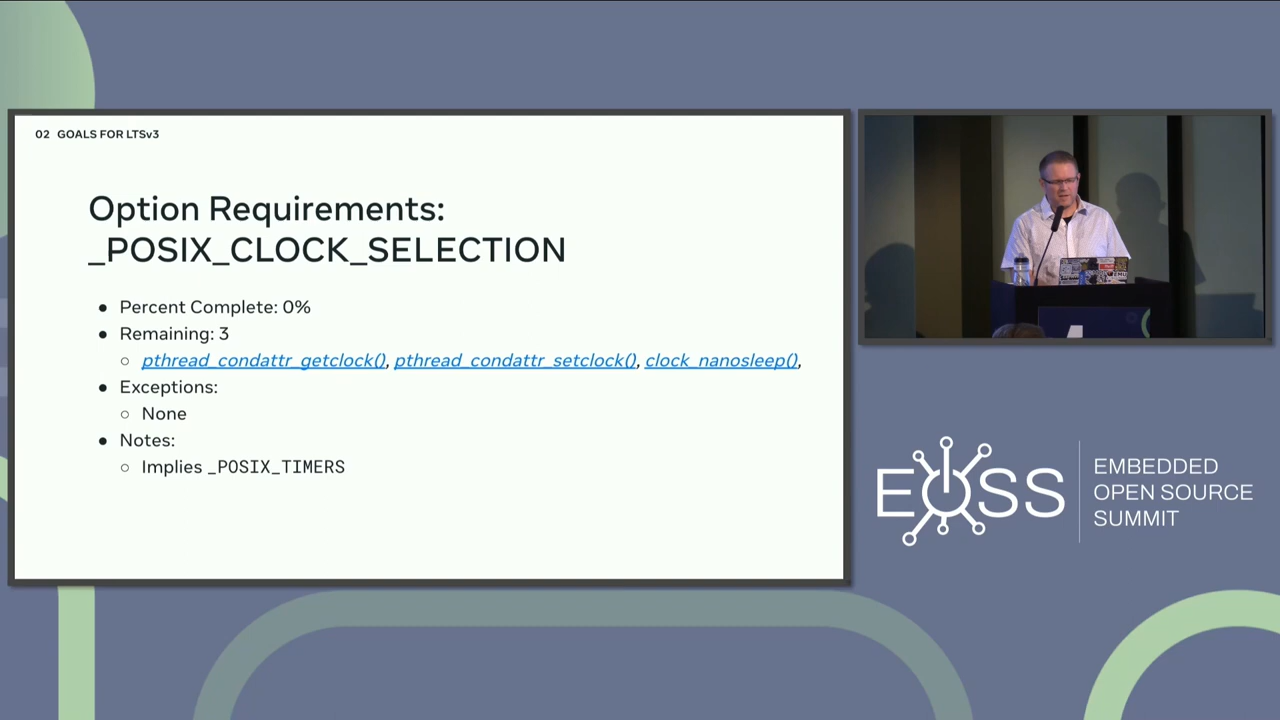 02 GOALS FOR LTSv3
Option Requirements:
_POSIX_CLOCK_SELECTION
● Percent Complete: 0%
● Remaining: 3
○ pthread_condattr_getclock(), pthread_condattr_setclock(), clock_nanosleep(),
● Exceptions:
○ None
● Notes:
○ Implies _POSIX_TIMERS
EOSS
EMBEDDED
OPEN SOURCE
SUMMIT